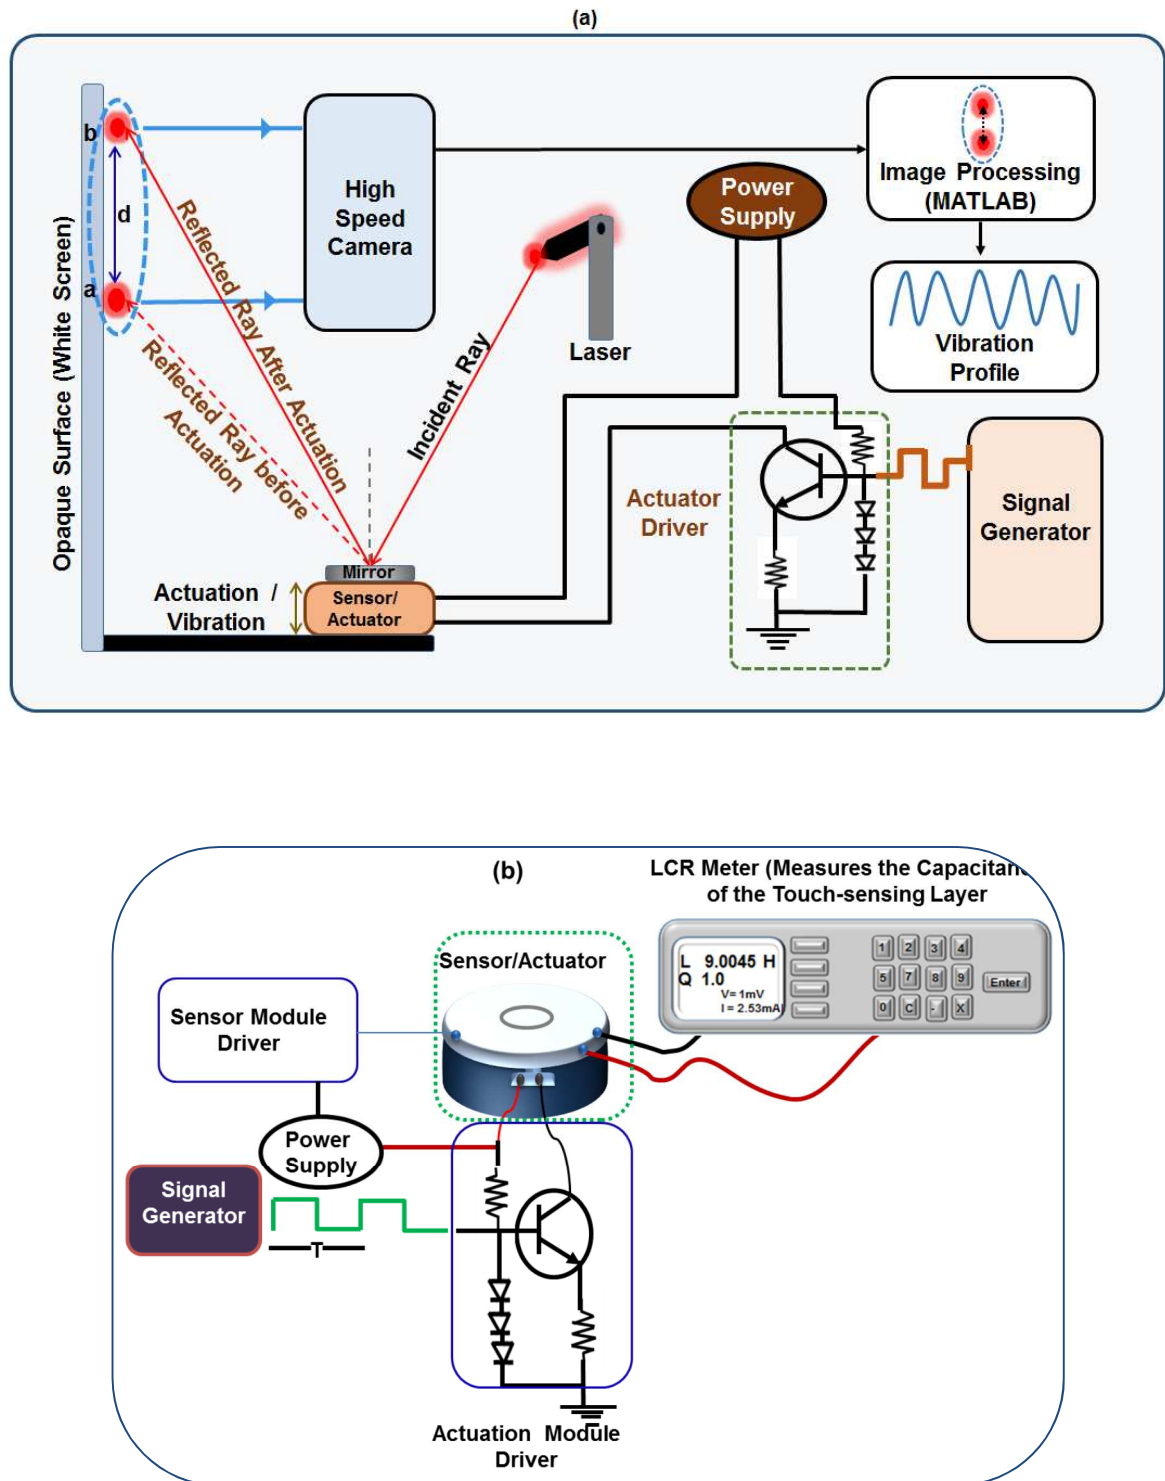 (a)
b
d
a
Opaque Surface (White Screen)
High
Speed
Camera
Reflected Ray After Actuation
Reflected Ray before
Actuation
Incident Ray
Laser
Power
Supply
Image Processing
(MATLAB)
Vibration
Profile
Actuator
Driver
Signal
Generator
Mirror
Sensor/
Actuator
Actuation /
Vibration
(b)
LCR Meter (Measures the Capacitan
of the Touch-sensing Layer
Sensor/Actuator
L 9.0045 H
Q 1.0
V= 1mV
I = 2.53mA
1 2 3 4
5 7 8 9
0 C . X
Enter
Sensor Module
Driver
Power
Supply
Signal
Generator
T
Actuation Module
Driver